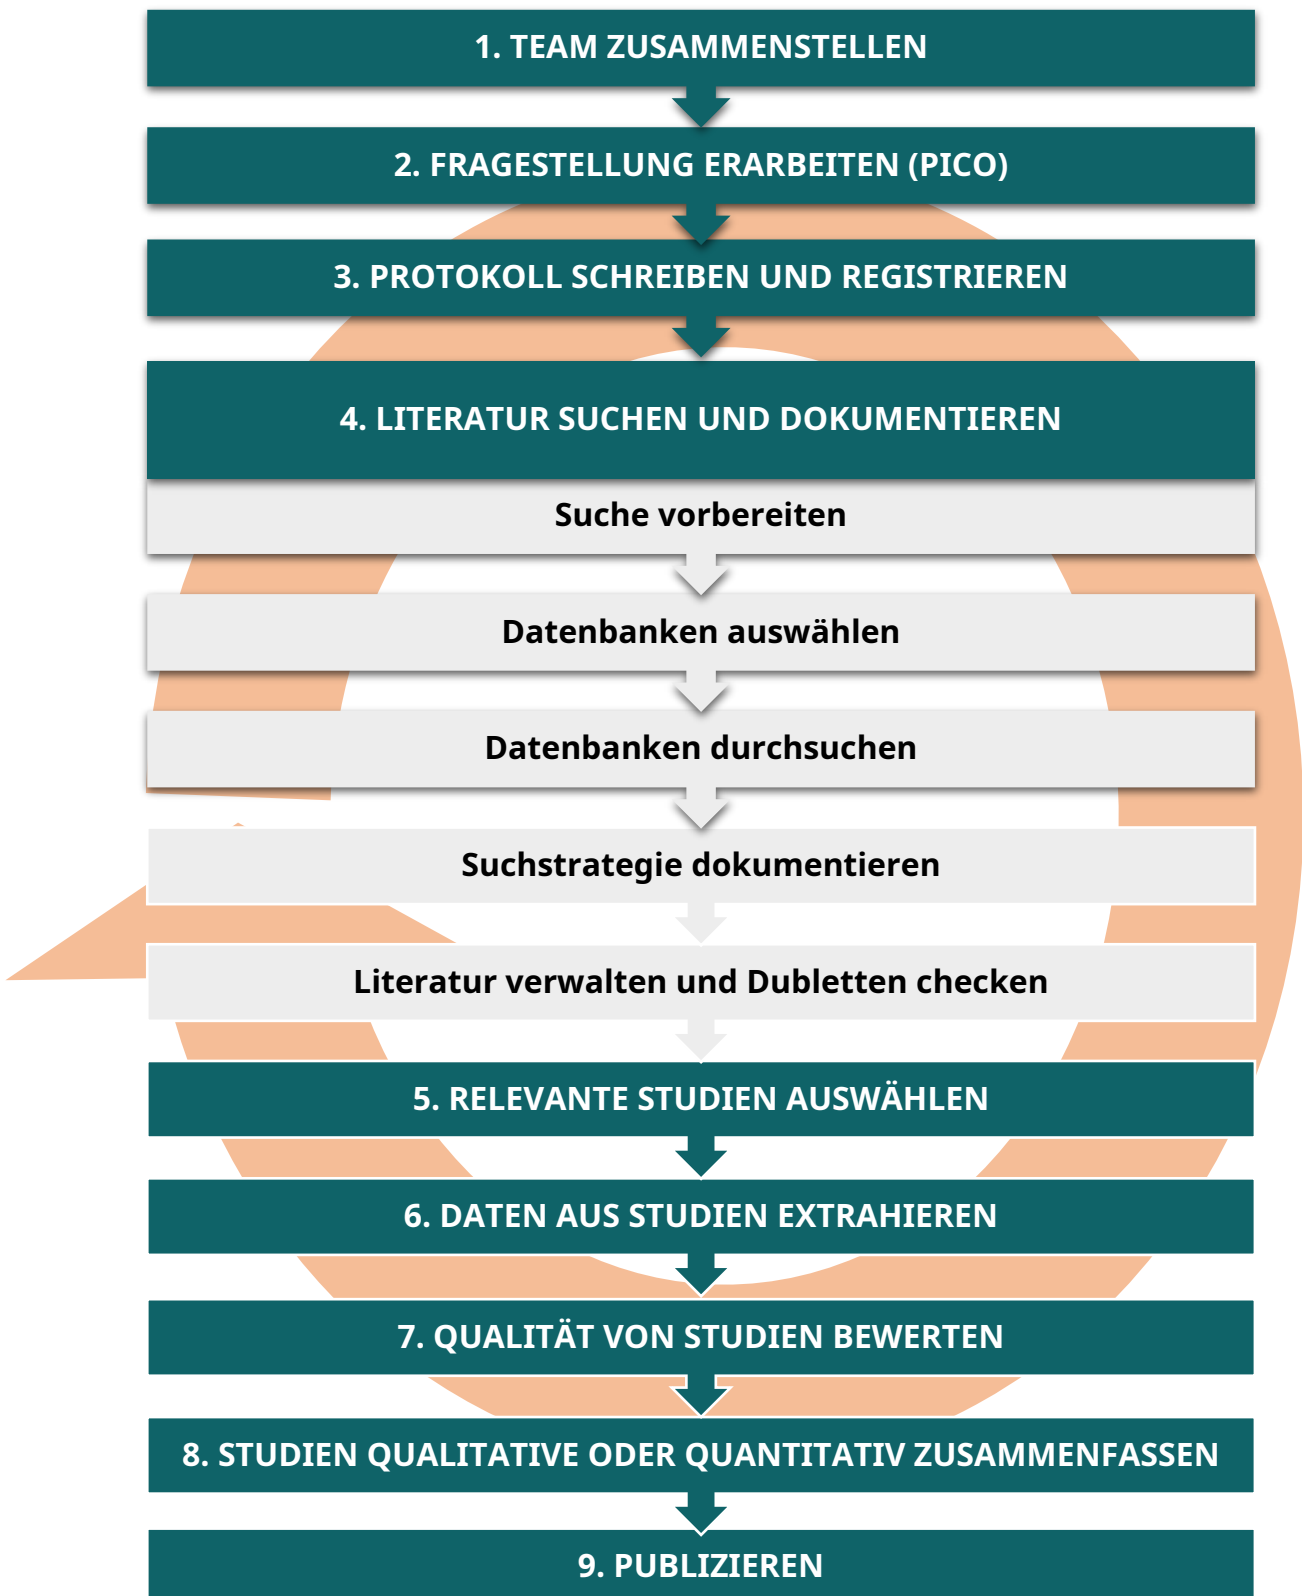 1. TEAM ZUSAMMENSTELLEN
2. FRAGESTELLUNG ERARBEITEN (PICO)
3. PROTOKOLL SCHREIBEN UND REGISTRIEREN
4. LITERATUR SUCHEN UND DOKUMENTIEREN
Suche vorbereiten
Datenbanken auswählen
Datenbanken durchsuchen
Suchstrategie dokumentieren
Literatur verwalten und Dubletten checken
5. RELEVANTE STUDIEN AUSWÄHLEN
6. DATEN AUS STUDIEN EXTRAHIEREN
7. QUALITÄT VON STUDIEN BEWERTEN
8. STUDIEN QUALITATIVE ODER QUANTITATIV ZUSAMMENFASSEN
9. PUBLIZIEREN